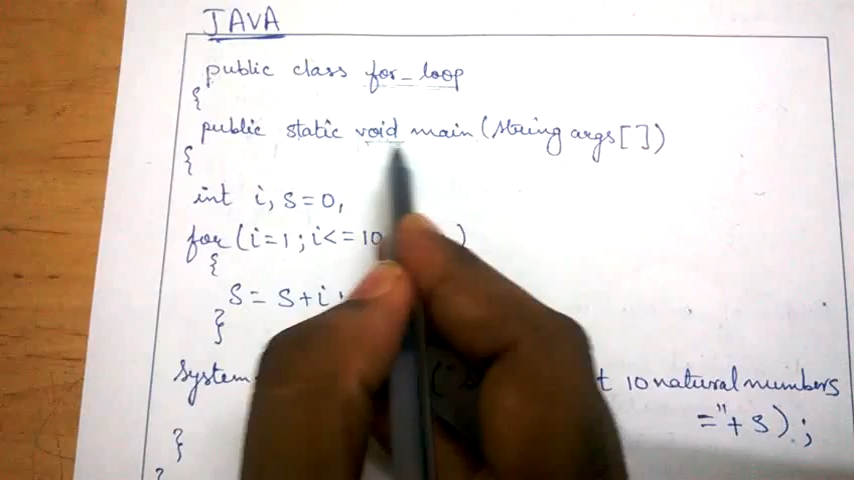 JAVA
public class for_loop
{
public static void main (string args [])
{
int i, s=0,
for (i=1; i<=10 )
{
s = s+i
}
System ("t 10 natural numbers
="+ s);
}
}